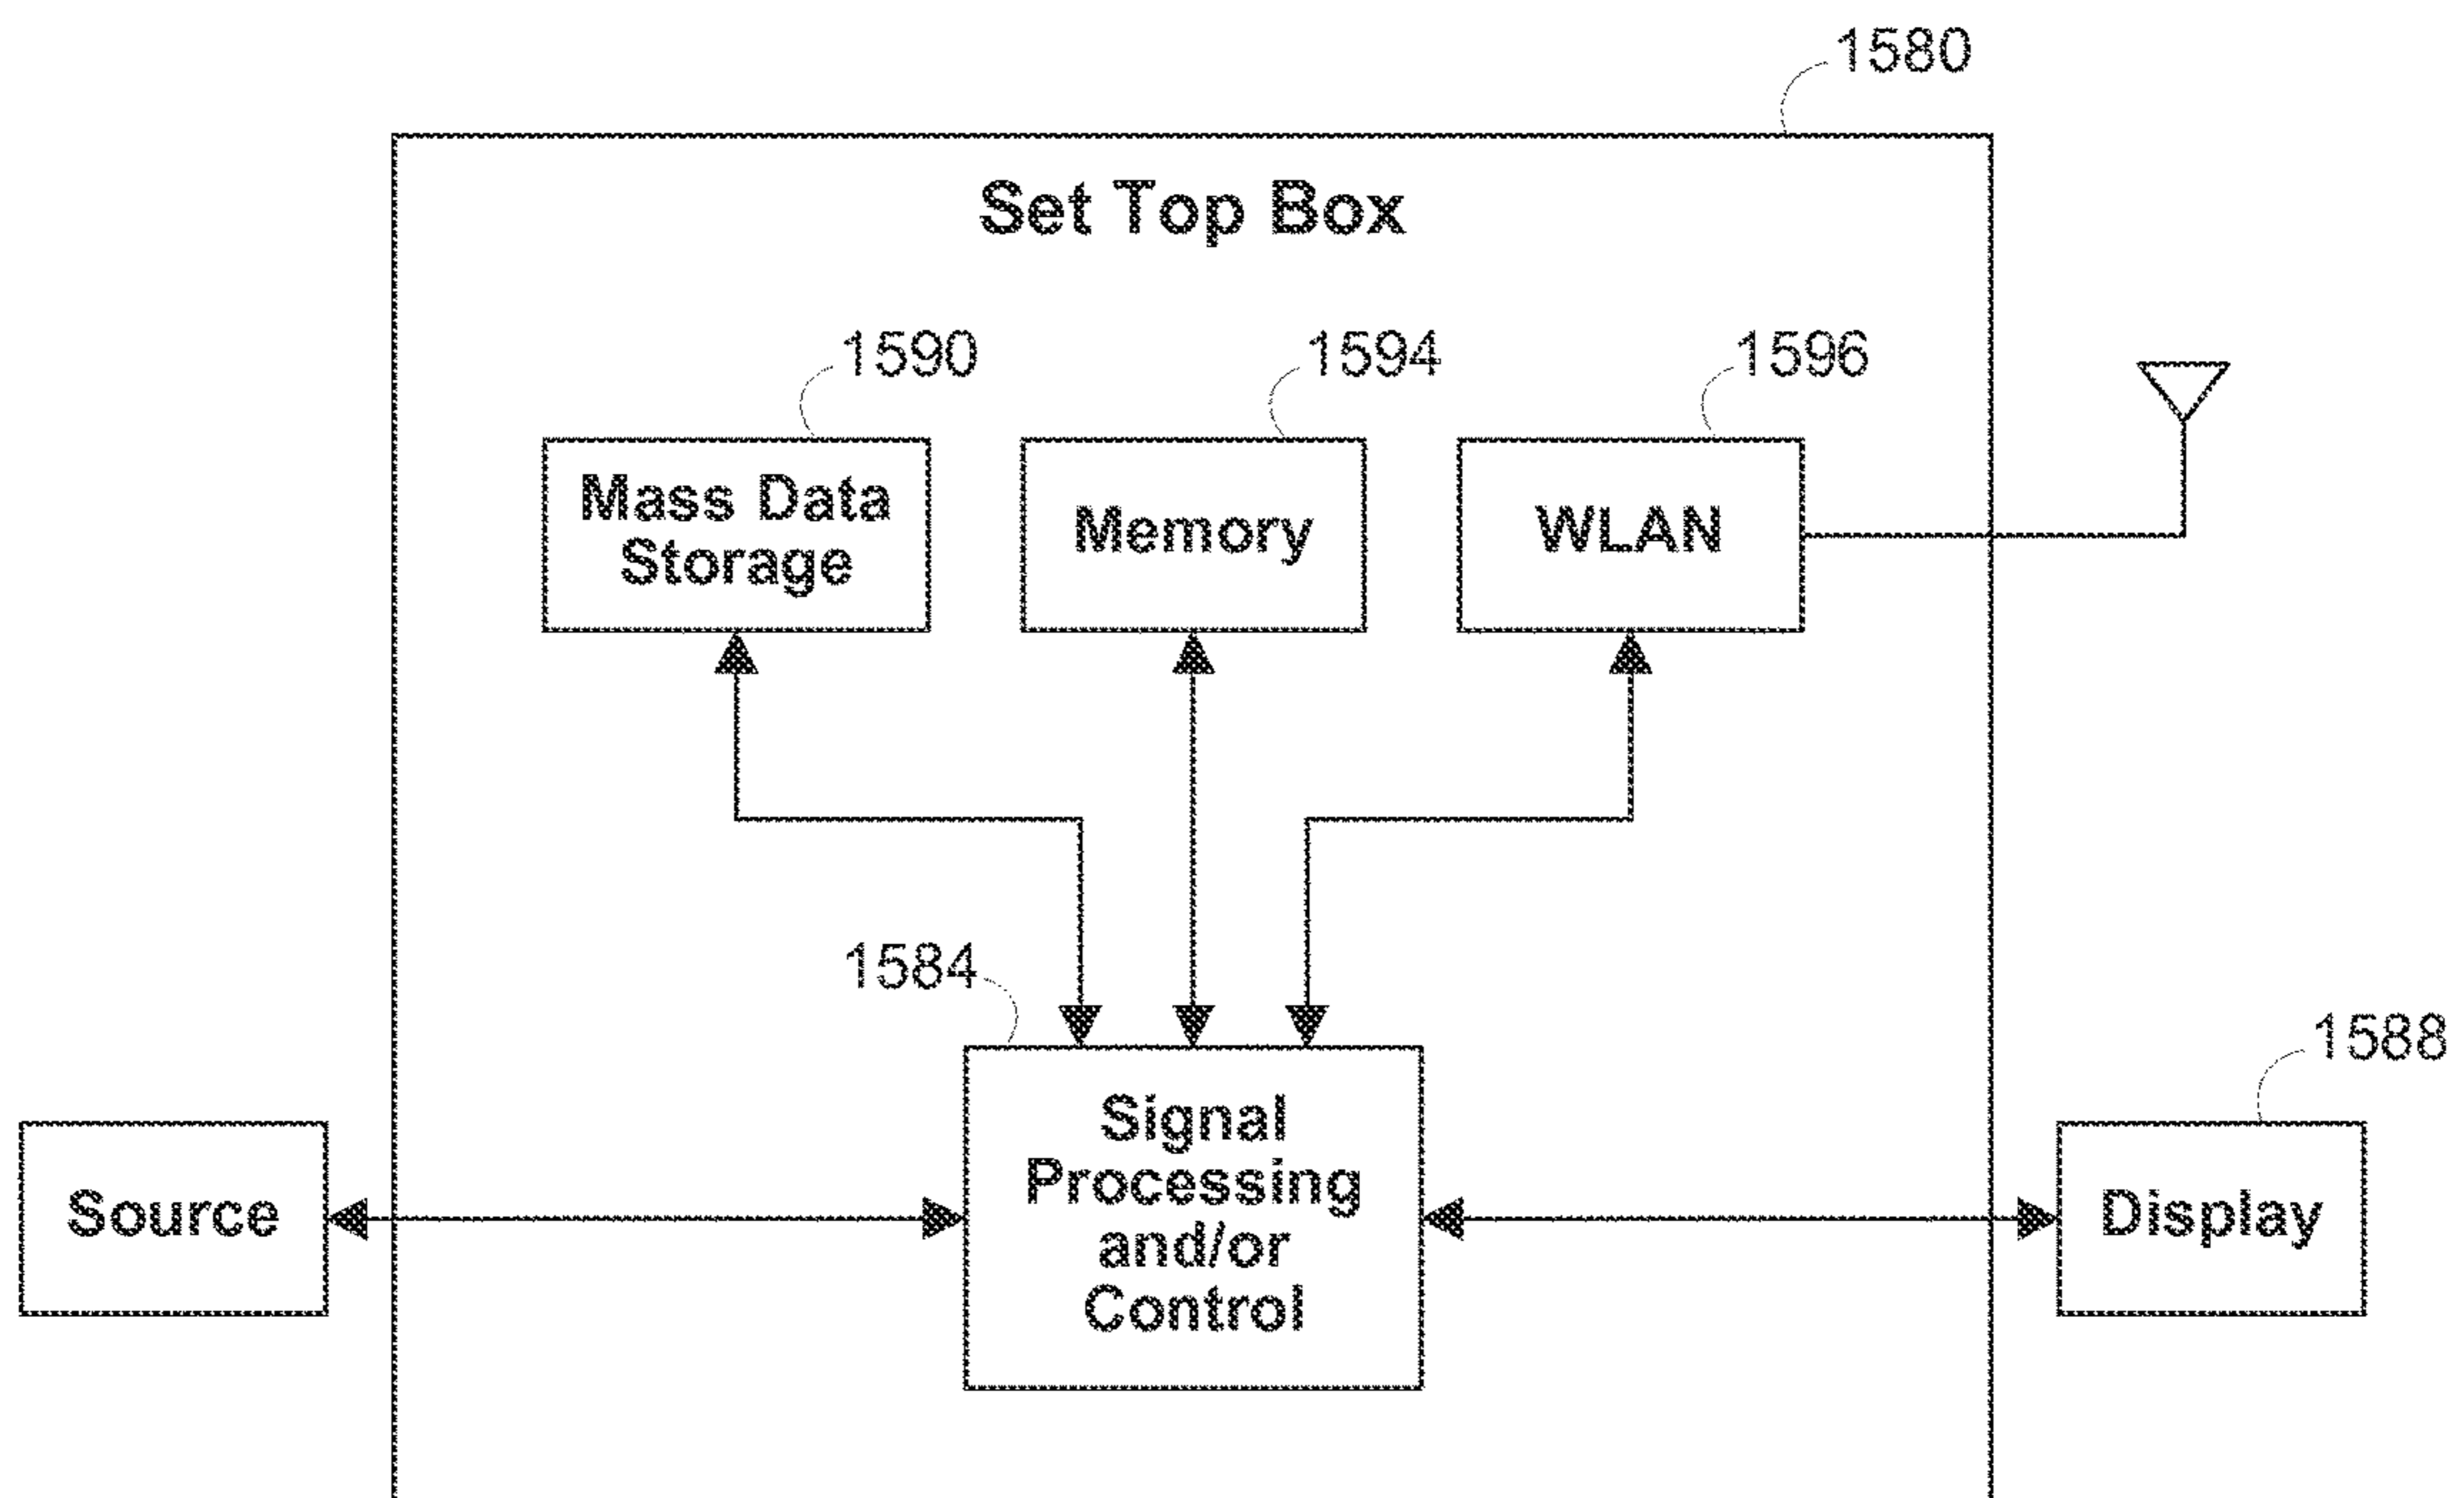 1580
Set Top Box
1590
1594
1596
Mass Data
Storage
Memory
WLAN
1584
1588
Source
Signal
Processing
and/or
Control
Display